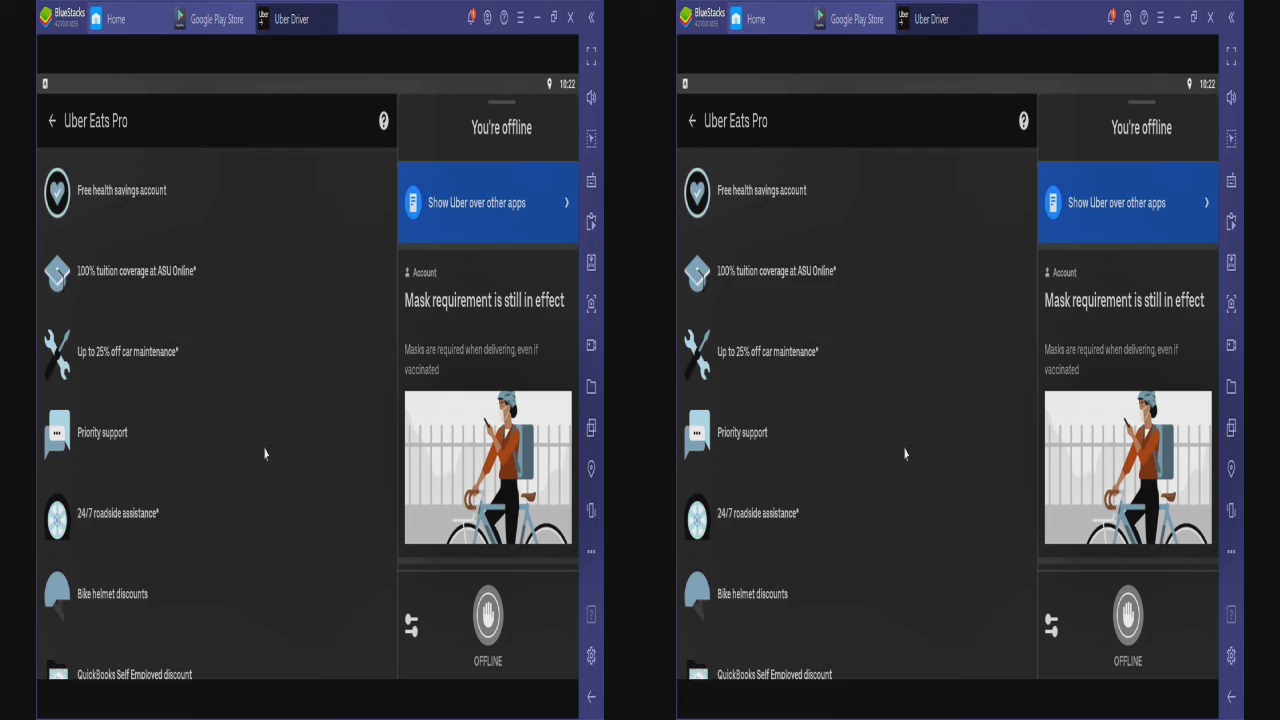 BlueStacks
Home
Google Play Store
Uber Driver
10:22
Uber Eats Pro
Free health savings account
100% tuition coverage at ASU Online*
Up to 25% off car maintenance*
Priority support
24/7 roadside assistance*
Bike helmet discounts
QuickBooks Self Employed discount
You're offline
Show Uber over other apps
Account
Mask requirement is still in effect
Masks are required when delivering, even if
vaccinated
OFFLINE
BlueStacks
Home
Google Play Store
Uber Driver
10:22
Uber Eats Pro
Free health savings account
100% tuition coverage at ASU Online*
Up to 25% off car maintenance*
Priority support
24/7 roadside assistance*
Bike helmet discounts
QuickBooks Self Employed discount
You're offline
Show Uber over other apps
Account
Mask requirement is still in effect
Masks are required when delivering, even if
vaccinated
OFFLINE